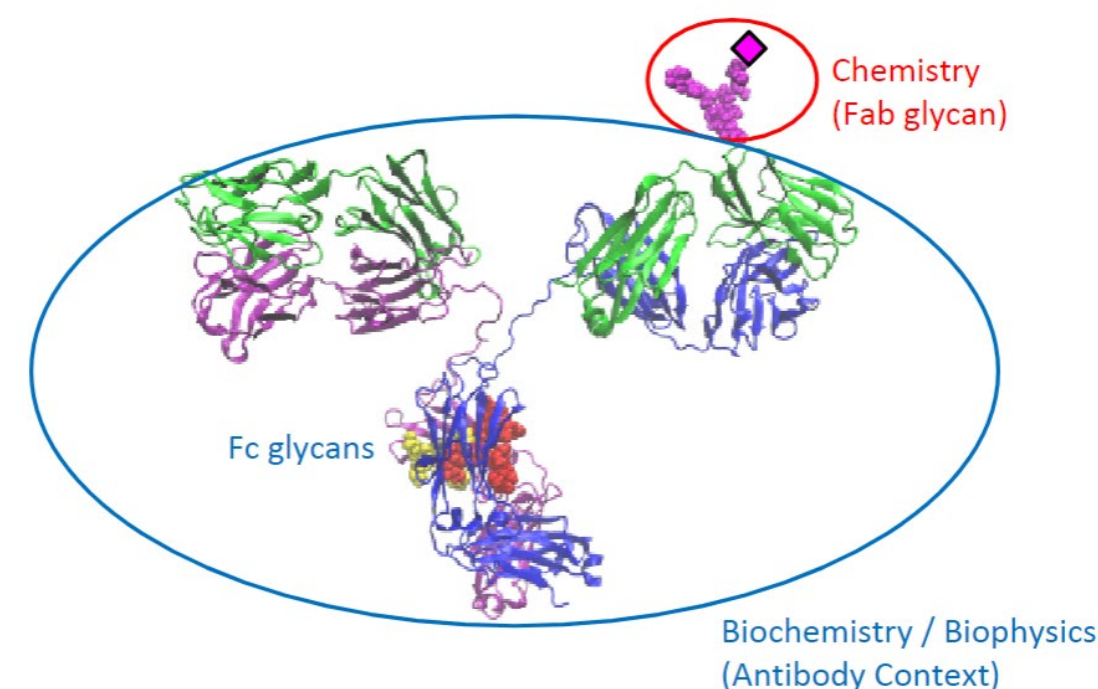 Chemistry
(Fab glycan)
Fc glycans
Biochemistry / Biophysics
(Antibody Context)